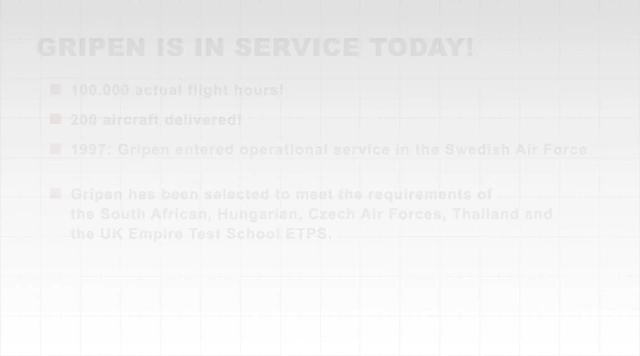 GRIPEN IS IN SERVICE TODAY!
100.000 actual flight hours!
200 aircraft delivered!
1997: Gripen entered operational service in the Swedish Air Force
Gripen has been selected to meet the requirements of
the South African, Hungarian, Czech Air Forces, Thailand and
the UK Empire Test School ETPS.